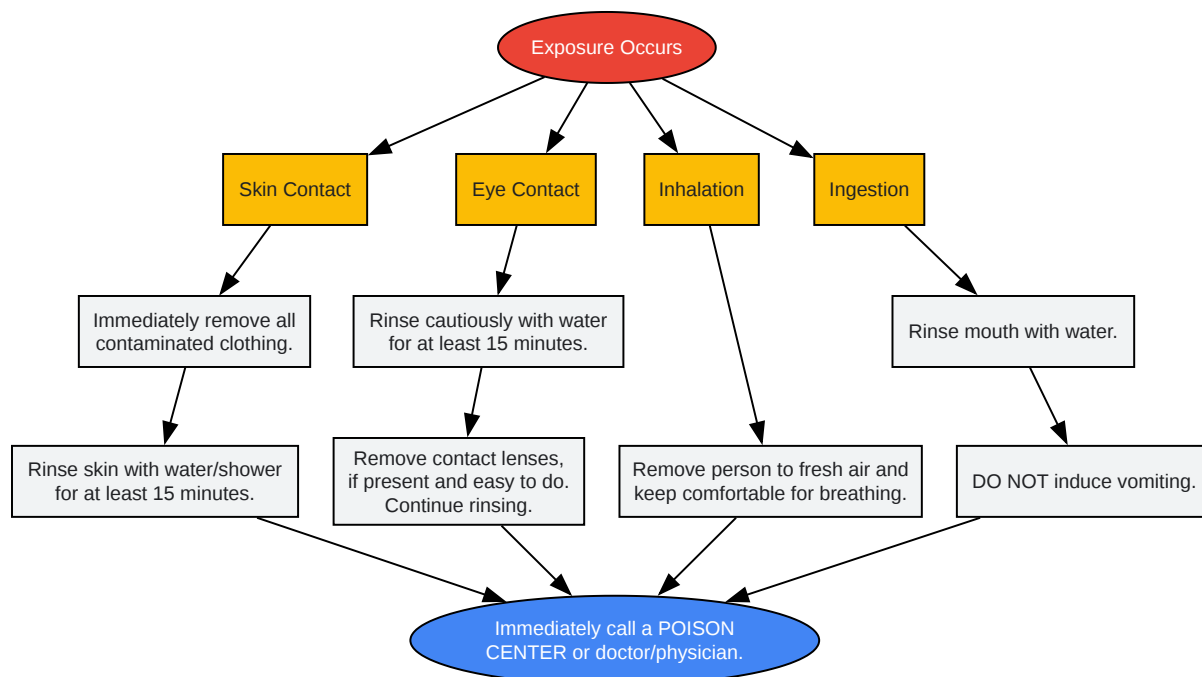 Exposure Occurs
Skin Contact
Eye Contact
Inhalation
Ingestion
Immediately remove all
contaminated clothing.
Rinse cautiously with water
for at least 15 minutes.
Rinse mouth with water.
Rinse skin with water/shower
for at least 15 minutes.
Remove contact lenses,
if present and easy to do.
Continue rinsing.
Remove person to fresh air and
keep comfortable for breathing.
DO NOT induce vomiting.
Immediately call a POISON
CENTER or doctor/physician.